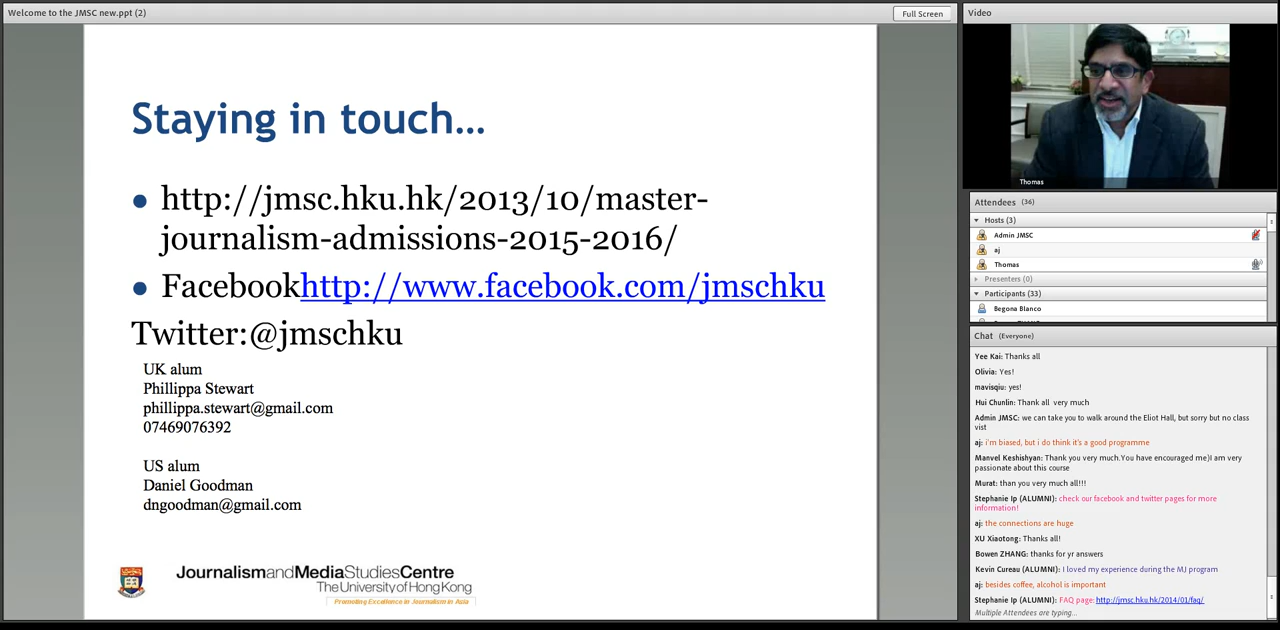 Welcome to the JMSC new.ppt (2)
Full Screen
Staying in touch...
http://jmsc.hku.hk/2013/10/master-
journalism-admissions-2015-2016/
Facebookhttp://www.facebook.com/jmschku
Twitter:@jmschku
UK alum
Phillippa Stewart
phillippa.stewart@gmail.com
07469076392
US alum
Daniel Goodman
dngoodman@gmail.com
JournalismandMediaStudiesCentre
The University of Hong Kong
Promoting Excellence in Journalism in Asia
Video
Thomas
Attendees (36)
Hosts (3)
Admin JMSC
aj
Thomas
Presenters (0)
Participants (33)
Begona Blanco
Chat (Everyone)
Yee Kai: Thanks all
Olivia: Yes!
mavisqiu: yes!
Hui Chunlin: Thank all very much
Admin JMSC: we can take you to walk around the Eliot Hall, but sorry but no class
vist
aj: i'm biased, but i do think it's a good programme
Manvel Keshishyan: Thank you very much.You have encouraged me)I am very
passionate about this course
Murat: than you very much all!!!
Stephanie Ip (ALUMNI): check our facebook and twitter pages for more
information!
aj: the connections are huge
XU Xiaotong: Thanks all!
Bowen ZHANG: thanks for yr answers
Kevin Cureau (ALUMNI): I loved my experience during the MJ program
aj: besides coffee, alcohol is important
Stephanie Ip (ALUMNI): FAQ page: http://jmsc.hku.hk/2014/01/faq/
Multiple Attendees are typing...